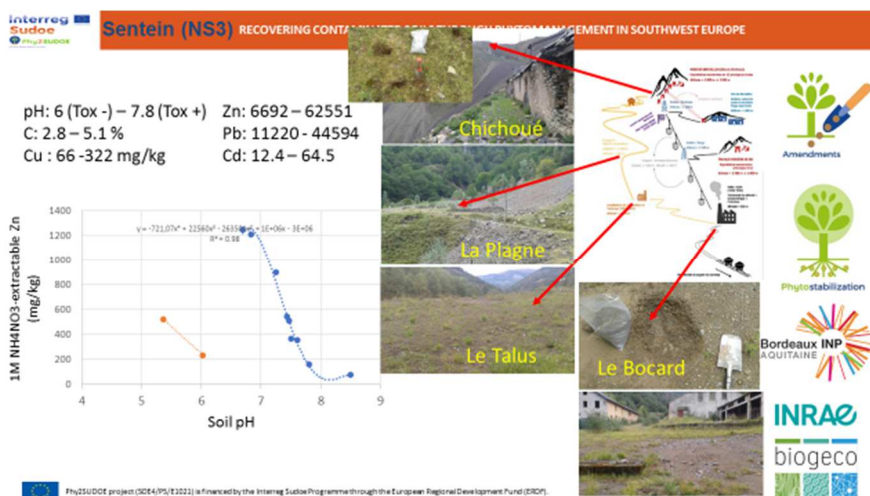 Interreg
Sudoe
Phy2SUDOE
Sentein (NS3) RECOVERING CONTAMINATED SOILS THROUGH PHYTOMANAGEMENT IN SOUTHWEST EUROPE
pH: 6 (Tox -) – 7.8 (Tox +) Zn: 6692 – 62551
C: 2.8 – 5.1 % Pb: 11220 - 44594
Cu : 66 -322 mg/kg Cd: 12.4 – 64.5
Chichoué
La Plagne
Le Talus
Le Bocard
1M NH4NO3-extractable Zn
(mg/kg)
1400
1200
1000
800
600
400
200
0
R² = 0.98
4 5 6 7 8 9
Soil pH
Amendments
Phytostabilization
Bordeaux INP
AQUITAINE
INRAE
biogeco
Phy2SUDOE project (SOE4/P5/E1021) is financed by the Interreg Sudoe Programme through the European Regional Development Fund (ERDF).